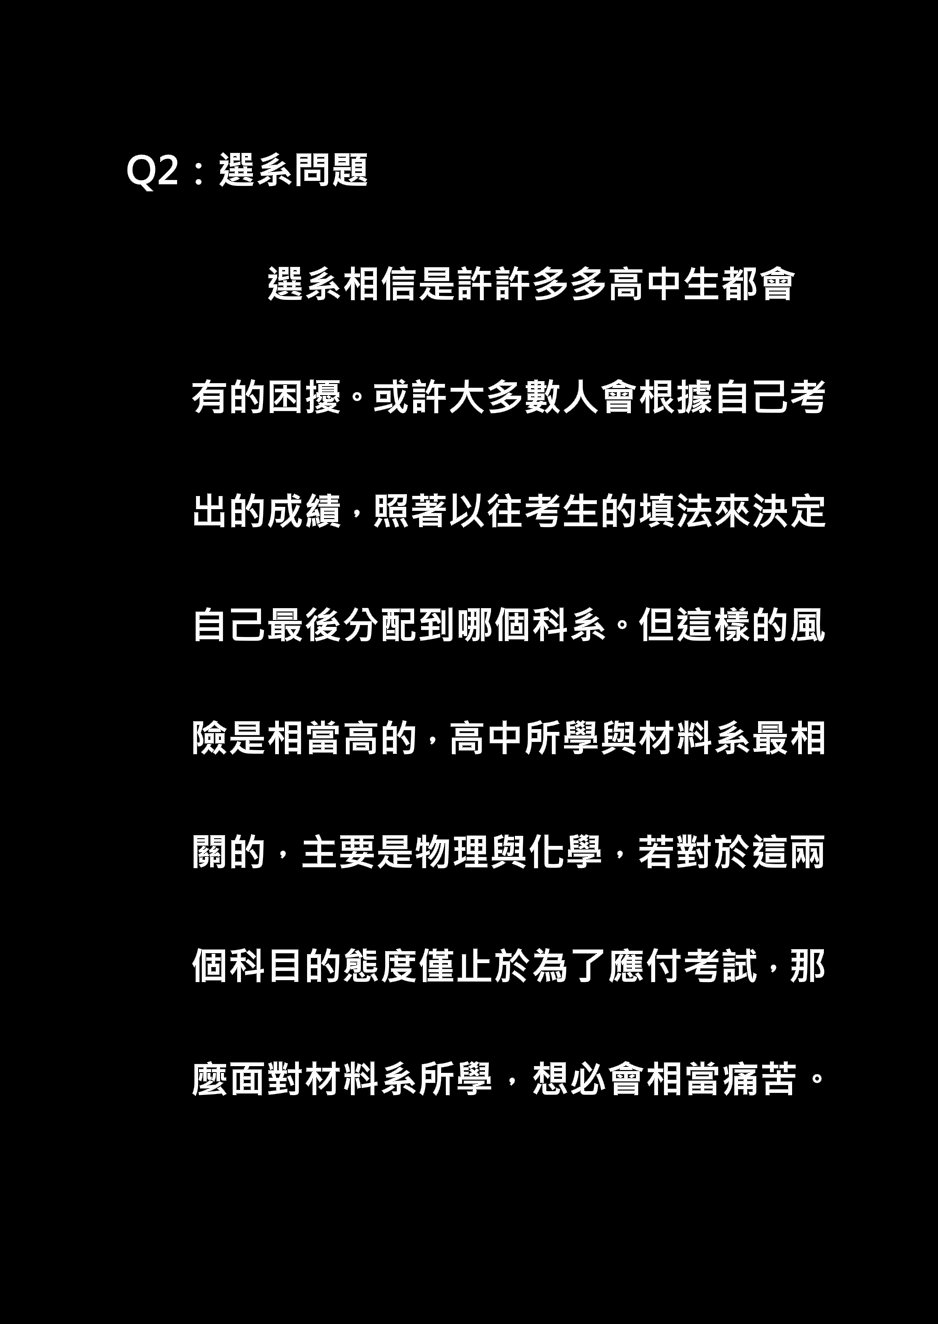 Q2：選系問題
選系相信是許許多多高中生都會
有的困擾。或許大多數人會根據自己考
出的成績，照著以往考生的填法來決定
自己最後分配到哪個科系。但這樣的風
險是相當高的，高中所學與材料系最相
關的，主要是物理與化學，若對於這兩
個科目的態度僅止於為了應付考試，那
麼面對材料系所學，想必會相當痛苦。